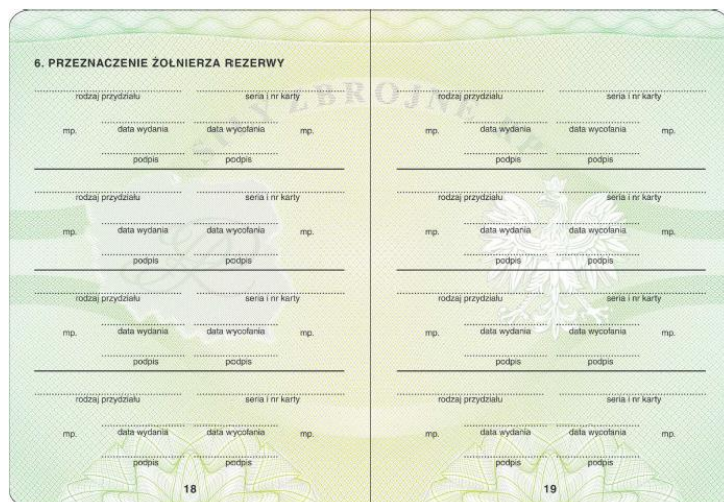 6. PRZEZNACZENIE ŻOŁNIERZA REZERWY
SIŁY ZBROJNE RP
rodzaj przydziału seria i nr karty
mp. data wydania data wycofania mp.
podpis podpis
rodzaj przydziału seria i nr karty
mp. data wydania data wycofania mp.
podpis podpis
rodzaj przydziału seria i nr karty
mp. data wydania data wycofania mp.
podpis podpis
rodzaj przydziału seria i nr karty
mp. data wydania data wycofania mp.
podpis podpis
18
rodzaj przydziału seria i nr karty
mp. data wydania data wycofania mp.
podpis podpis
rodzaj przydziału seria i nr karty
mp. data wydania data wycofania mp.
podpis podpis
rodzaj przydziału seria i nr karty
mp. data wydania data wycofania mp.
podpis podpis
rodzaj przydziału seria i nr karty
mp. data wydania data wycofania mp.
podpis podpis
19